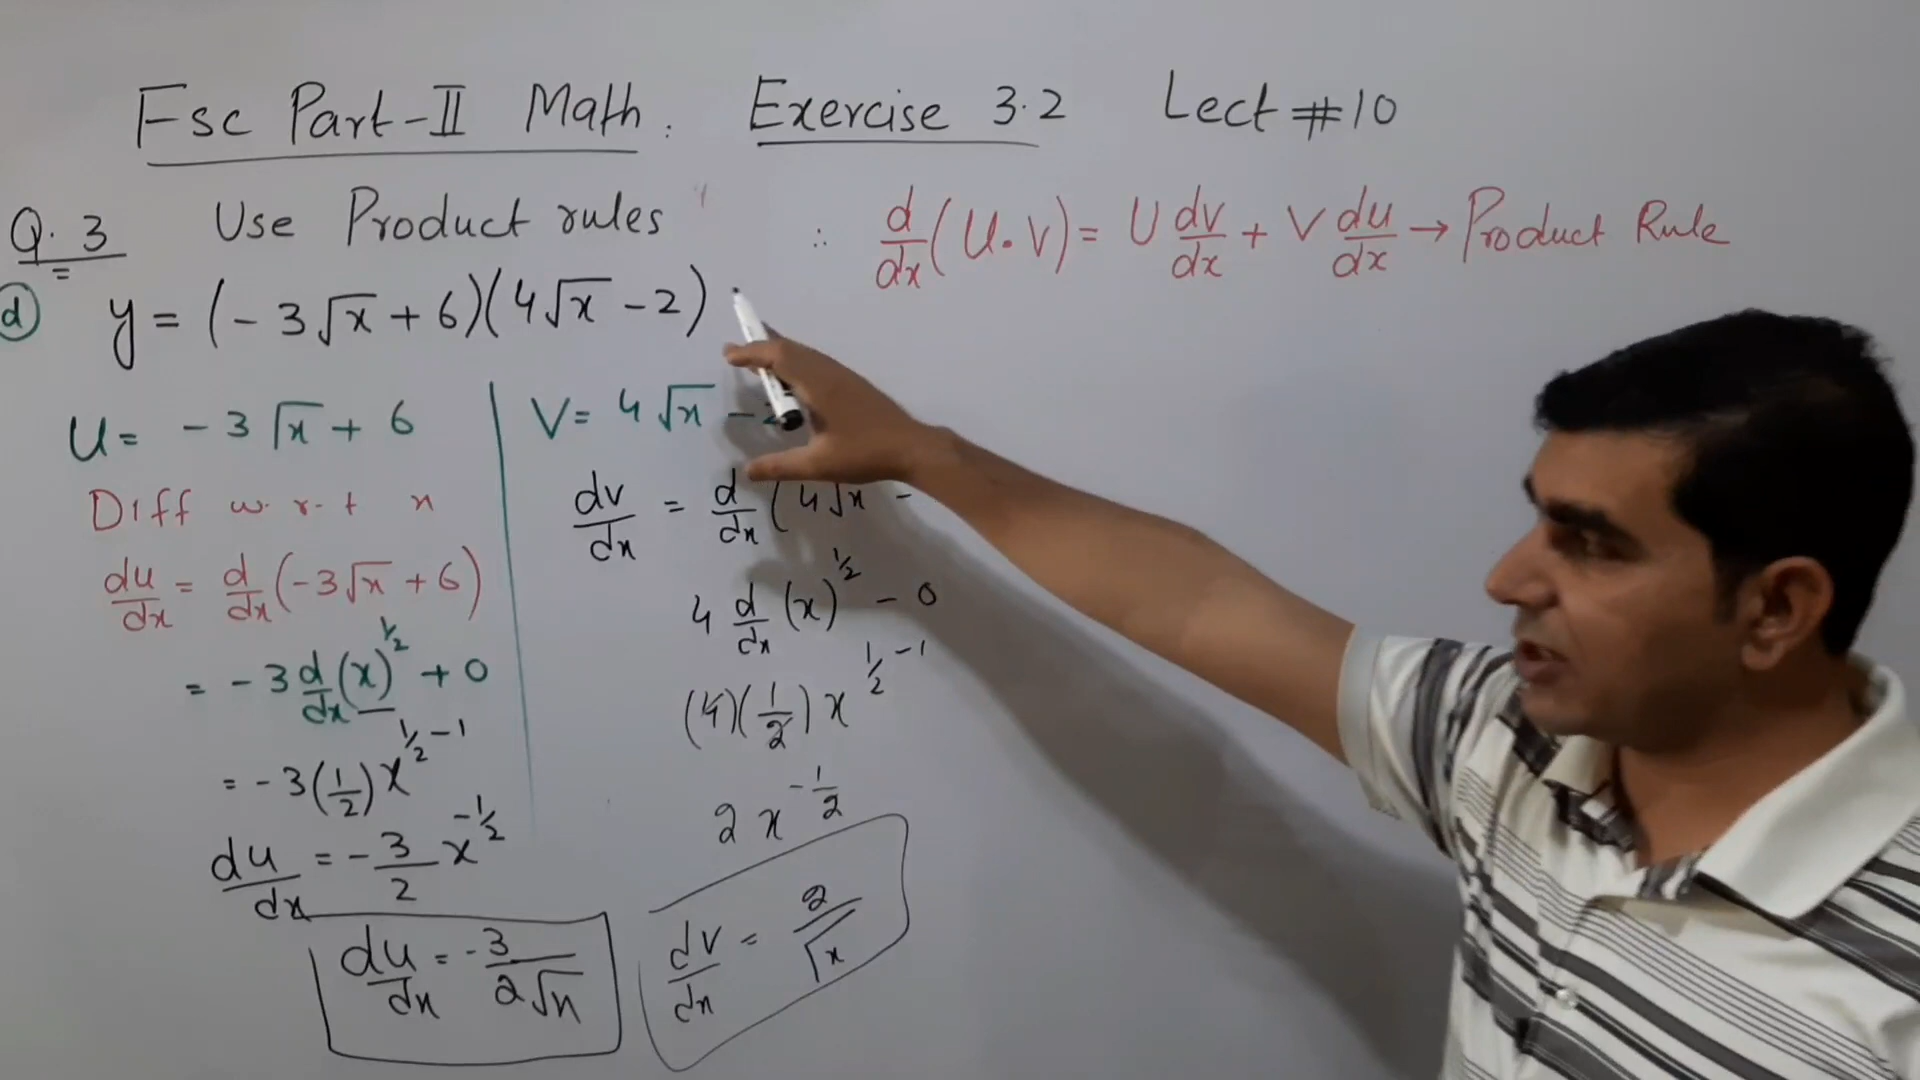 Fsc Part-II Math. Exercise 3.2 Lect #10
Q.3 Use Product rules
∴ d/dx (U.V) = U dv/dx + V du/dx → Product Rule
(d) y = (-3√x + 6)(4√x - 2)
U = -3√x + 6
Diff w.r.t x
du/dx = d/dx (-3√x + 6)
= -3 d/dx (x)^1/2 + 0
= -3(1/2) x^1/2 - 1
du/dx = -3/2 x^-1/2
du/dx = -3/2√x
V = 4√x - 2
dv/dx = d/dx (4√x -
4 d/dx (x)^1/2 - 0
(4)(1/2) x^1/2 - 1
2 x^-1/2
dv/dx = 2/√x